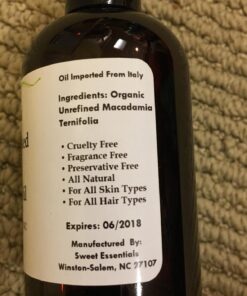 Oil Imported From Italy
Ingredients: Organic
Unrefined Macadamia
Ternifolia
• Cruelty Free
• Fragrance Free
• Preservative Free
• All Natural
• For All Skin Types
• For All Hair Types
Expires: 06/2018
Manufactured By:
Sweet Essentials
Winston-Salem, NC 27107